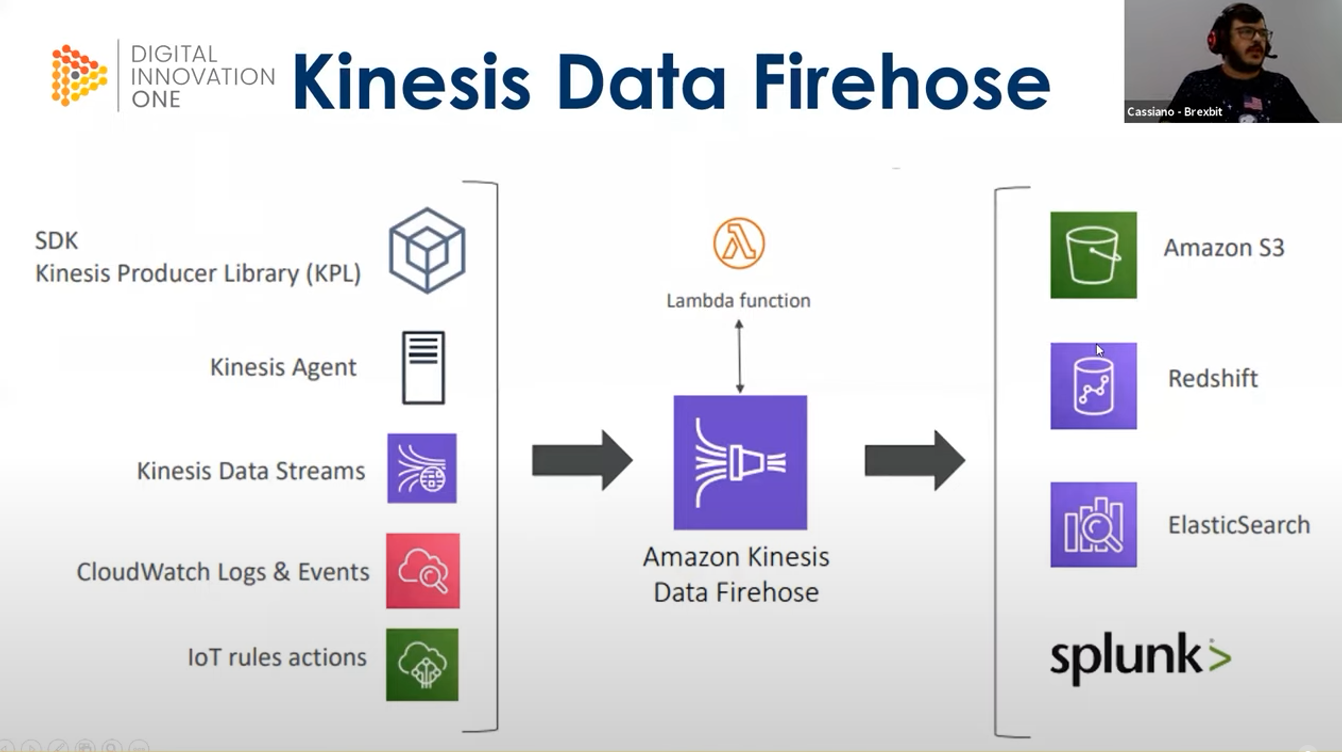 DIGITAL
INNOVATION
ONE
Kinesis Data Firehose
Cassiano - Brexbit
SDK
Kinesis Producer Library (KPL)
Kinesis Agent
Kinesis Data Streams
CloudWatch Logs & Events
IoT rules actions
Lambda function
Amazon Kinesis
Data Firehose
Amazon S3
Redshift
ElasticSearch
splunk>